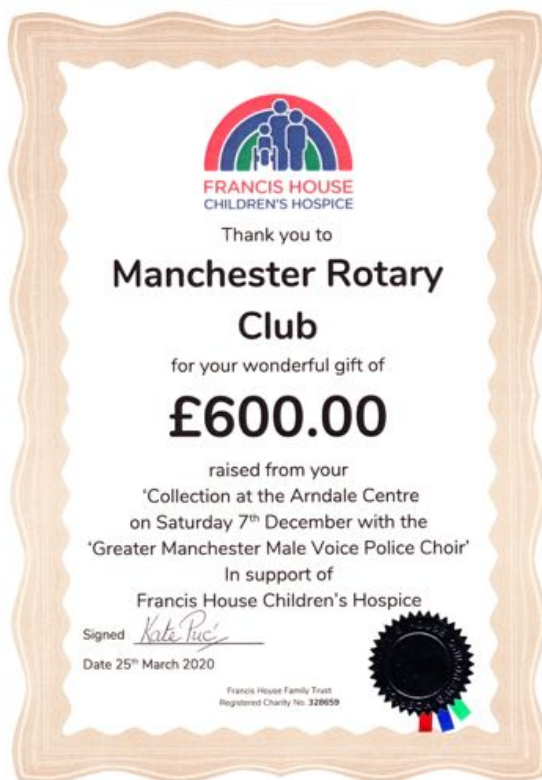 FRANCIS HOUSE
CHILDREN'S HOSPICE
Thank you to
Manchester Rotary
Club
for your wonderful gift of
£600.00
raised from your
'Collection at the Arndale Centre
on Saturday 7th December with the
'Greater Manchester Male Voice Police Choir'
In support of
Francis House Children's Hospice
Signed Kate Puć
Date 25th March 2020
Francis House Family Trust
Registered Charity No. 328659